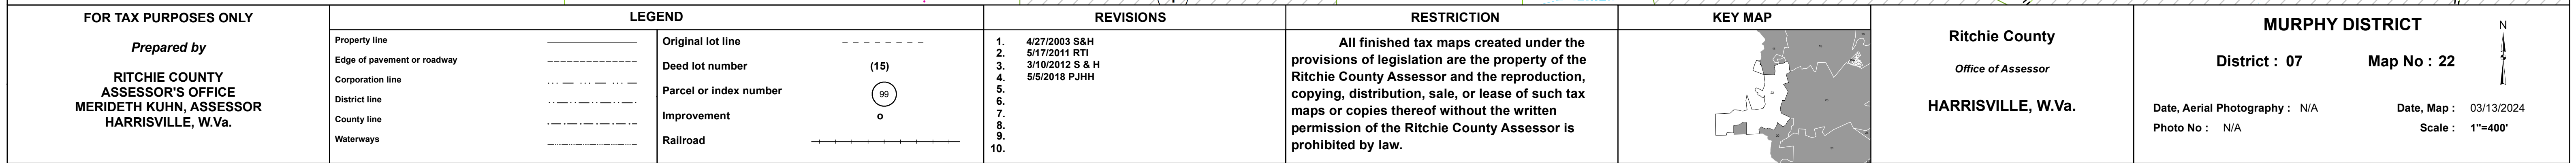 FOR TAX PURPOSES ONLY
Prepared by
RITCHIE COUNTY
ASSESSOR'S OFFICE
MERIDETH KUHN, ASSESSOR
HARRISVILLE, W.Va.
LEGEND
Property line
Edge of pavement or roadway
Corporation line
District line
County line
Waterways
Original lot line
Deed lot number (15)
Parcel or index number 99
Improvement o
Railroad
REVISIONS
1. 4/27/2003 S&H
2. 5/17/2011 RTI
3. 3/10/2012 S & H
4. 5/5/2018 PJHH
5.
6.
7.
8.
9.
10.
RESTRICTION
All finished tax maps created under the
provisions of legislation are the property of the
Ritchie County Assessor and the reproduction,
copying, distribution, sale, or lease of such tax
maps or copies thereof without the written
permission of the Ritchie County Assessor is
prohibited by law.
KEY MAP
Ritchie County
Office of Assessor
HARRISVILLE, W.Va.
MURPHY DISTRICT
N
District : 07 Map No : 22
Date, Aerial Photography : N/A Date, Map : 03/13/2024
Photo No : N/A Scale : 1"=400'